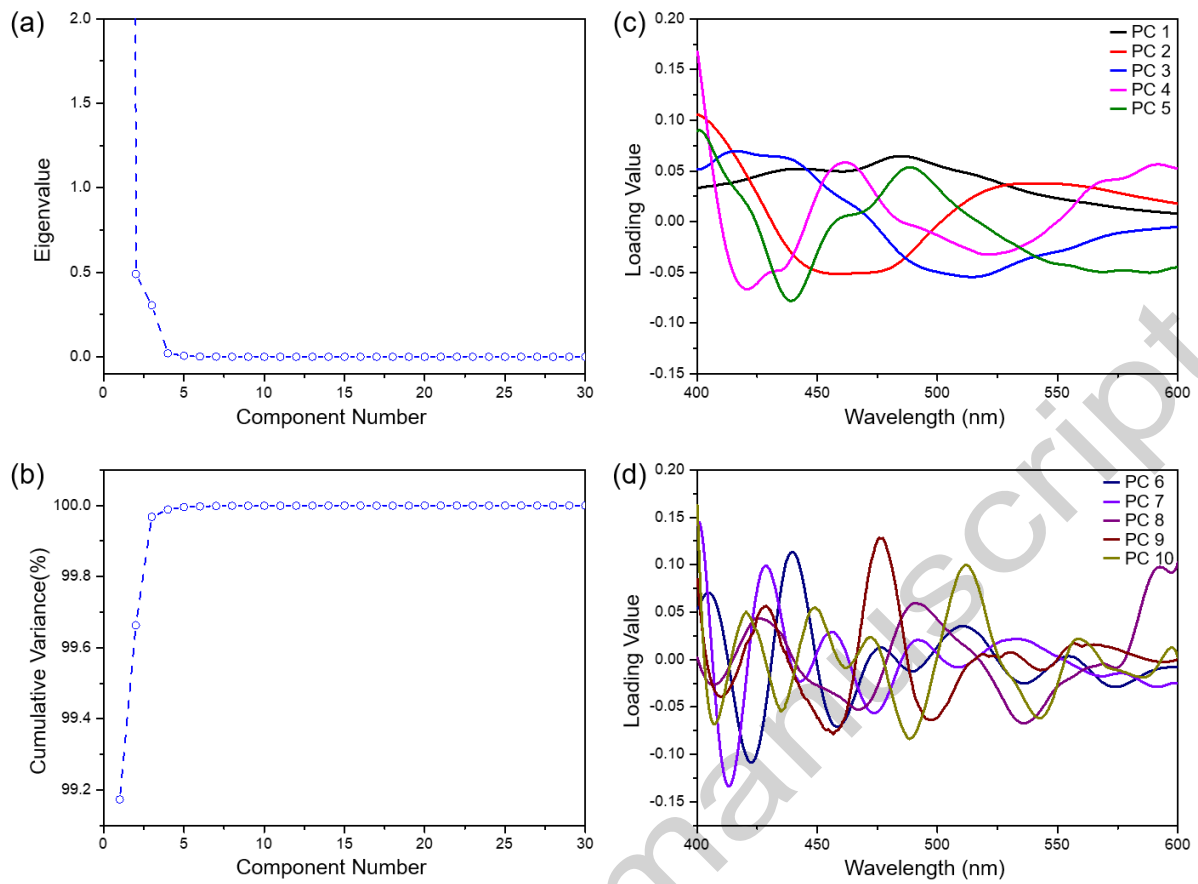 (a)
2.0
1.5
1.0
0.5
0.0
Eigenvalue
0 5 10 15 20 25 30
Component Number
(c)
0.20
0.15
0.10
0.05
0.00
-0.05
-0.10
-0.15
Loading Value
PC 1
PC 2
PC 3
PC 4
PC 5
400 450 500 550 600
Wavelength (nm)
(b)
100.0
99.8
99.6
99.4
99.2
Cumulative Variance(%)
0 5 10 15 20 25 30
Component Number
(d)
0.20
0.15
0.10
0.05
0.00
-0.05
-0.10
-0.15
Loading Value
PC 6
PC 7
PC 8
PC 9
PC 10
400 450 500 550 600
Wavelength (nm)
manuscript